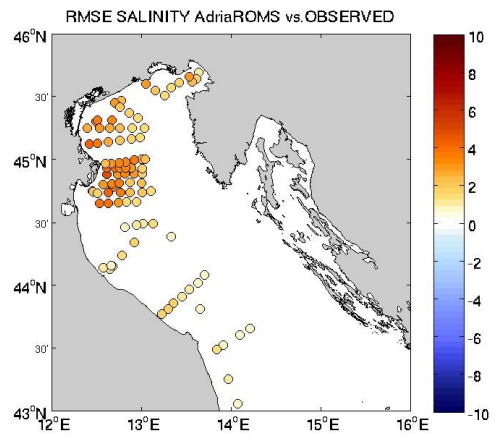 RMSE SALINITY AdriaROMS vs.OBSERVED
46°N
30'
45°N
30'
44°N
30'
43°N
12°E
13°E
14°E
15°E
16°E
10
8
6
4
2
0
-2
-4
-6
-8
-10